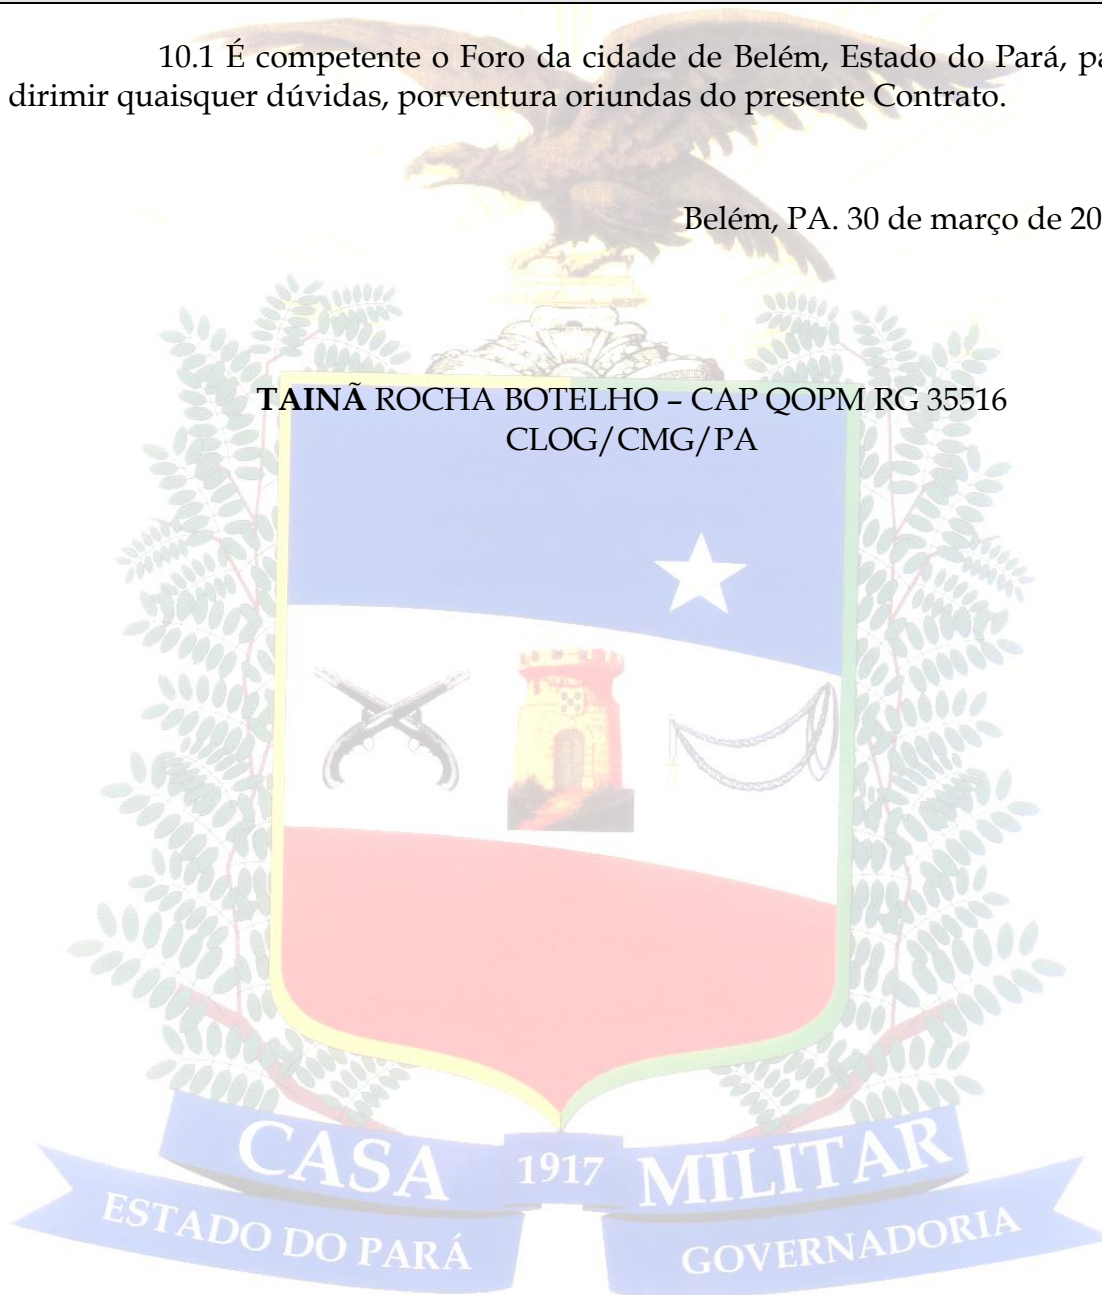 10.1 É competente o Foro da cidade de Belém, Estado do Pará,
dirimir quaisquer dúvidas, porventura oriundas do presente Contrato.
Belém, PA. 30 de março de 20
TAINÃ ROCHA BOTELHO – CAP QOPM RG 35516
CLOG/CMG/PA
CASA 1917 MILITAR
ESTADO DO PARÁ GOVERNADORIA